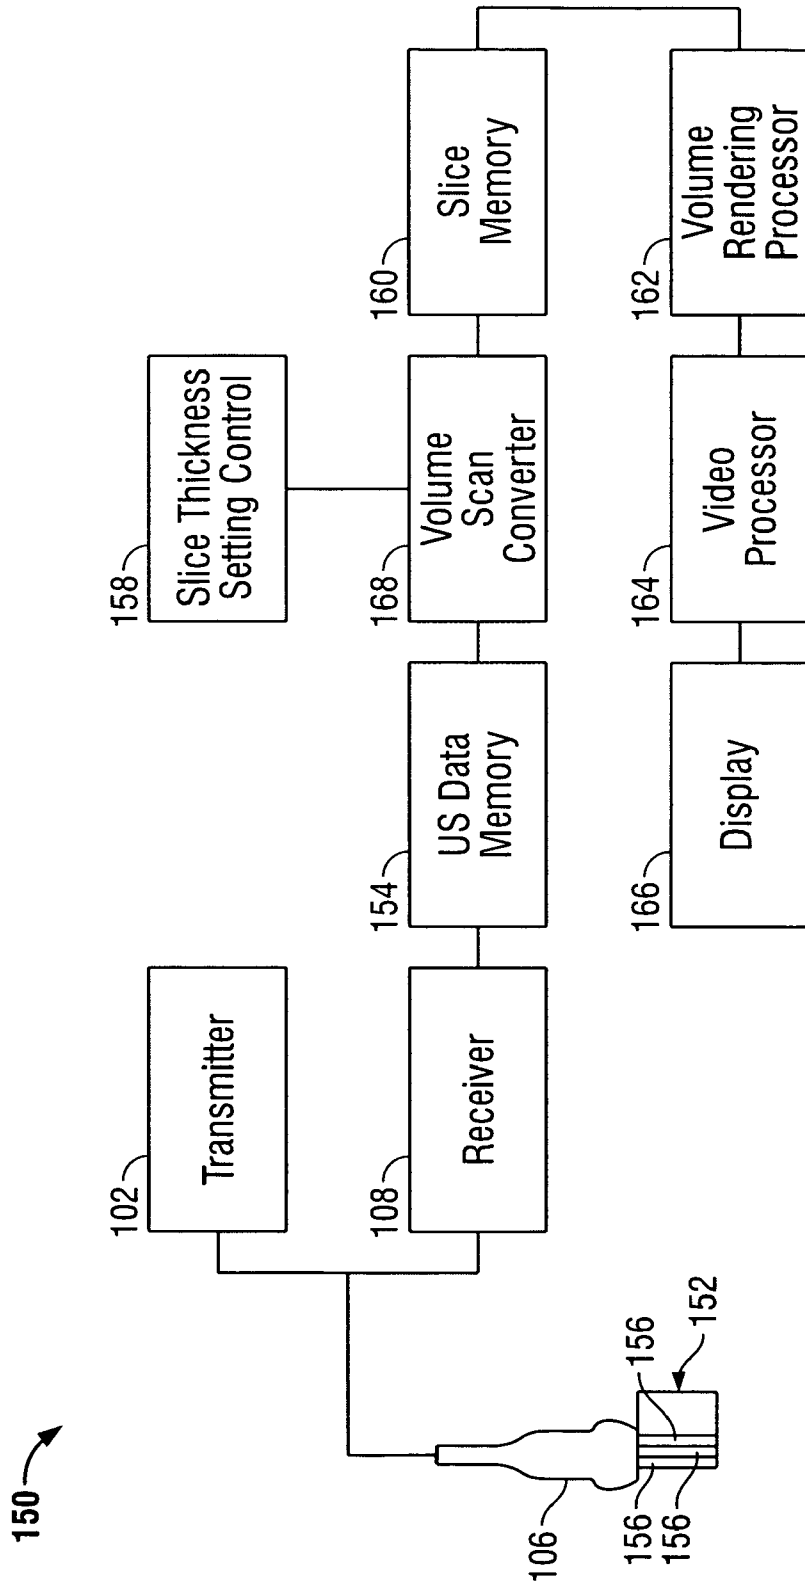 150
102
Transmitter
158
Slice Thickness
Setting Control
108
Receiver
154
US Data
Memory
168
Volume
Scan
Converter
160
Slice
Memory
106
156
156
156
152
166
Display
164
Video
Processor
162
Volume
Rendering
Processor